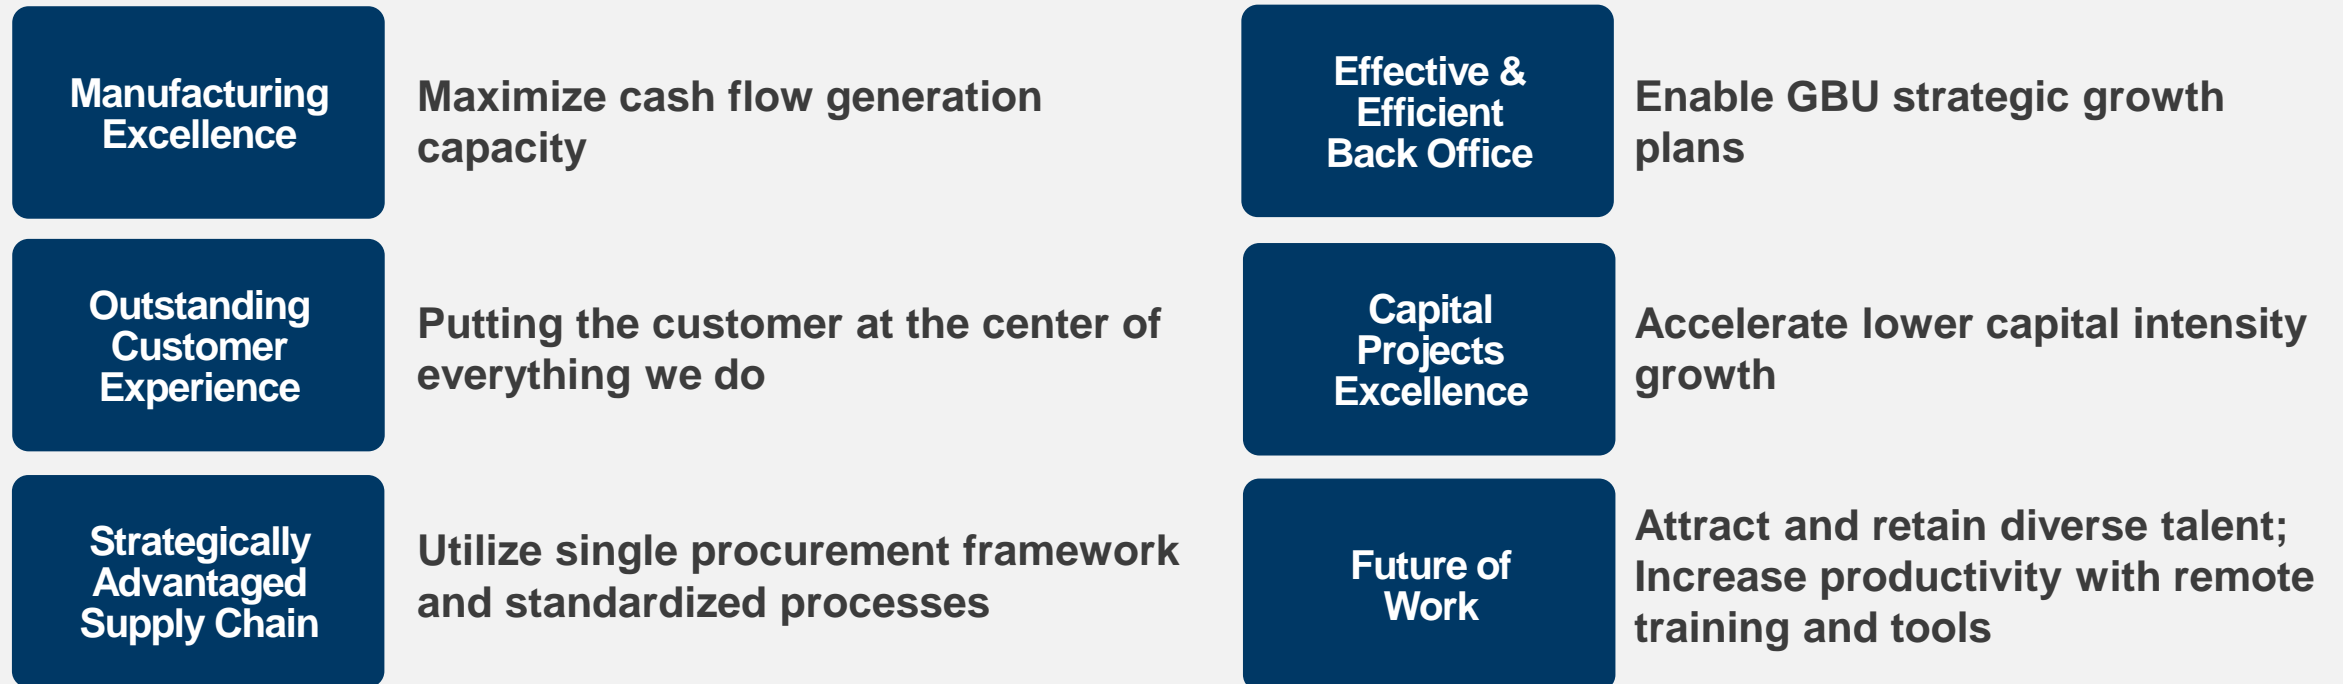 Manufacturing
Excellence
Maximize cash flow generation
capacity
Outstanding
Customer
Experience
Putting the customer at the center of
everything we do
Strategically
Advantaged
Supply Chain
Utilize single procurement framework
and standardized processes
Effective &
Efficient
Back Office
Enable GBU strategic growth
plans
Capital
Projects
Excellence
Accelerate lower capital intensity
growth
Future of
Work
Attract and retain diverse talent;
Increase productivity with remote
training and tools